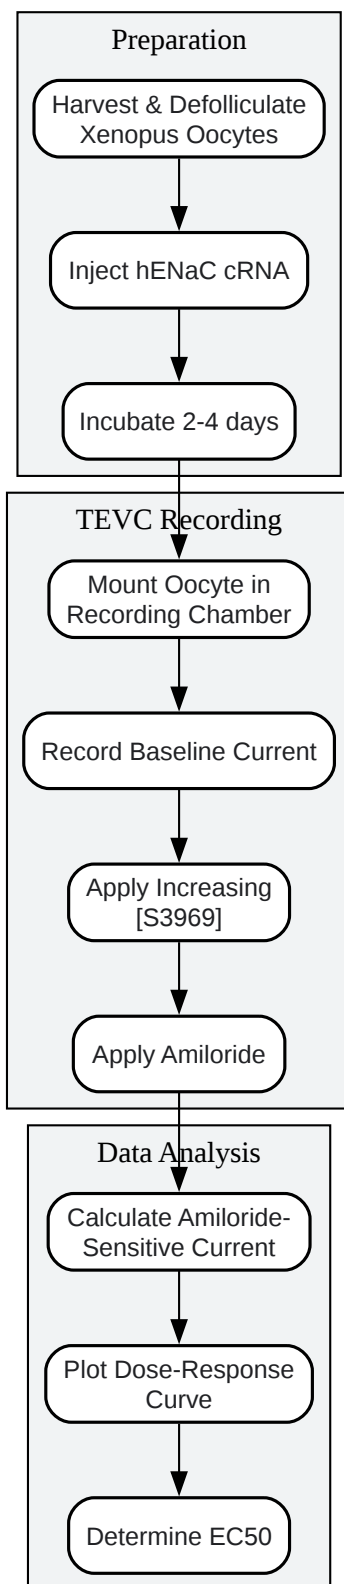 Preparation
Harvest & Defolliculate
Xenopus Oocytes
Inject hENaC cRNA
Incubate 2-4 days
TEVC Recording
Mount Oocyte in
Recording Chamber
Record Baseline Current
Apply Increasing
[S3969]
Apply Amiloride
Data Analysis
Calculate Amiloride-
Sensitive Current
Plot Dose-Response
Curve
Determine EC50